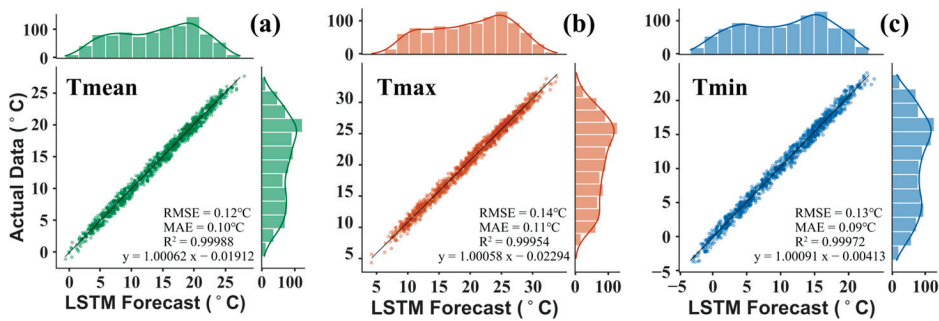 (a)
100
0
Tmean
25
20
15
10
5
0
Actual Data ( ° C )
RMSE = 0.12°C
MAE = 0.10°C
R² = 0.99988
y = 1.00062 x − 0.01912
0 5 10 15 20 25
0 100
LSTM Forecast ( ° C )
(b)
100
0
Tmax
30
25
20
15
10
5
RMSE = 0.14°C
MAE = 0.11°C
R² = 0.99954
y = 1.00058 x − 0.02294
5 10 15 20 25 30
0 100
LSTM Forecast ( ° C )
(c)
100
0
Tmin
20
15
10
5
0
−5
RMSE = 0.13°C
MAE = 0.09°C
R² = 0.99972
y = 1.00091 x − 0.00413
−5 0 5 10 15 20
0 100
LSTM Forecast ( ° C )